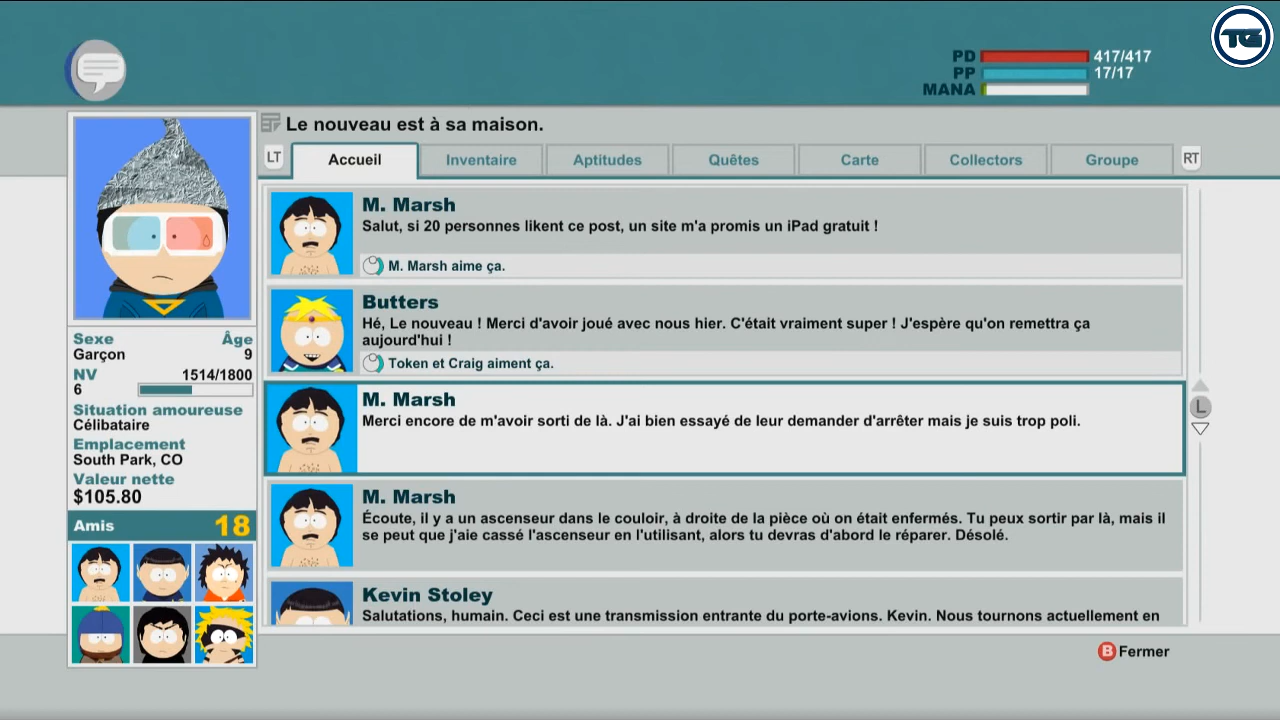 TG
PD 417/417
PP 17/17
MANA
Le nouveau est à sa maison.
LT Accueil Inventaire Aptitudes Quêtes Carte Collectors Groupe RT
Sexe Âge
Garçon 9
NV 1514/1800
6
Situation amoureuse
Célibataire
Emplacement
South Park, CO
Valeur nette
$105.80
Amis 18
M. Marsh
Salut, si 20 personnes likent ce post, un site m'a promis un iPad gratuit !
M. Marsh aime ça.
Butters
Hé, Le nouveau ! Merci d'avoir joué avec nous hier. C'était vraiment super ! J'espère qu'on remettra ça
aujourd'hui !
Token et Craig aiment ça.
M. Marsh
Merci encore de m'avoir sorti de là. J'ai bien essayé de leur demander d'arrêter mais je suis trop poli.
L
M. Marsh
Écoute, il y a un ascenseur dans le couloir, à droite de la pièce où on était enfermés. Tu peux sortir par là, mais il
se peut que j'aie cassé l'ascenseur en l'utilisant, alors tu devras d'abord le réparer. Désolé.
Kevin Stoley
Salutations, humain. Ceci est une transmission entrante du porte-avions. Kevin. Nous tournons actuellement en
B Fermer